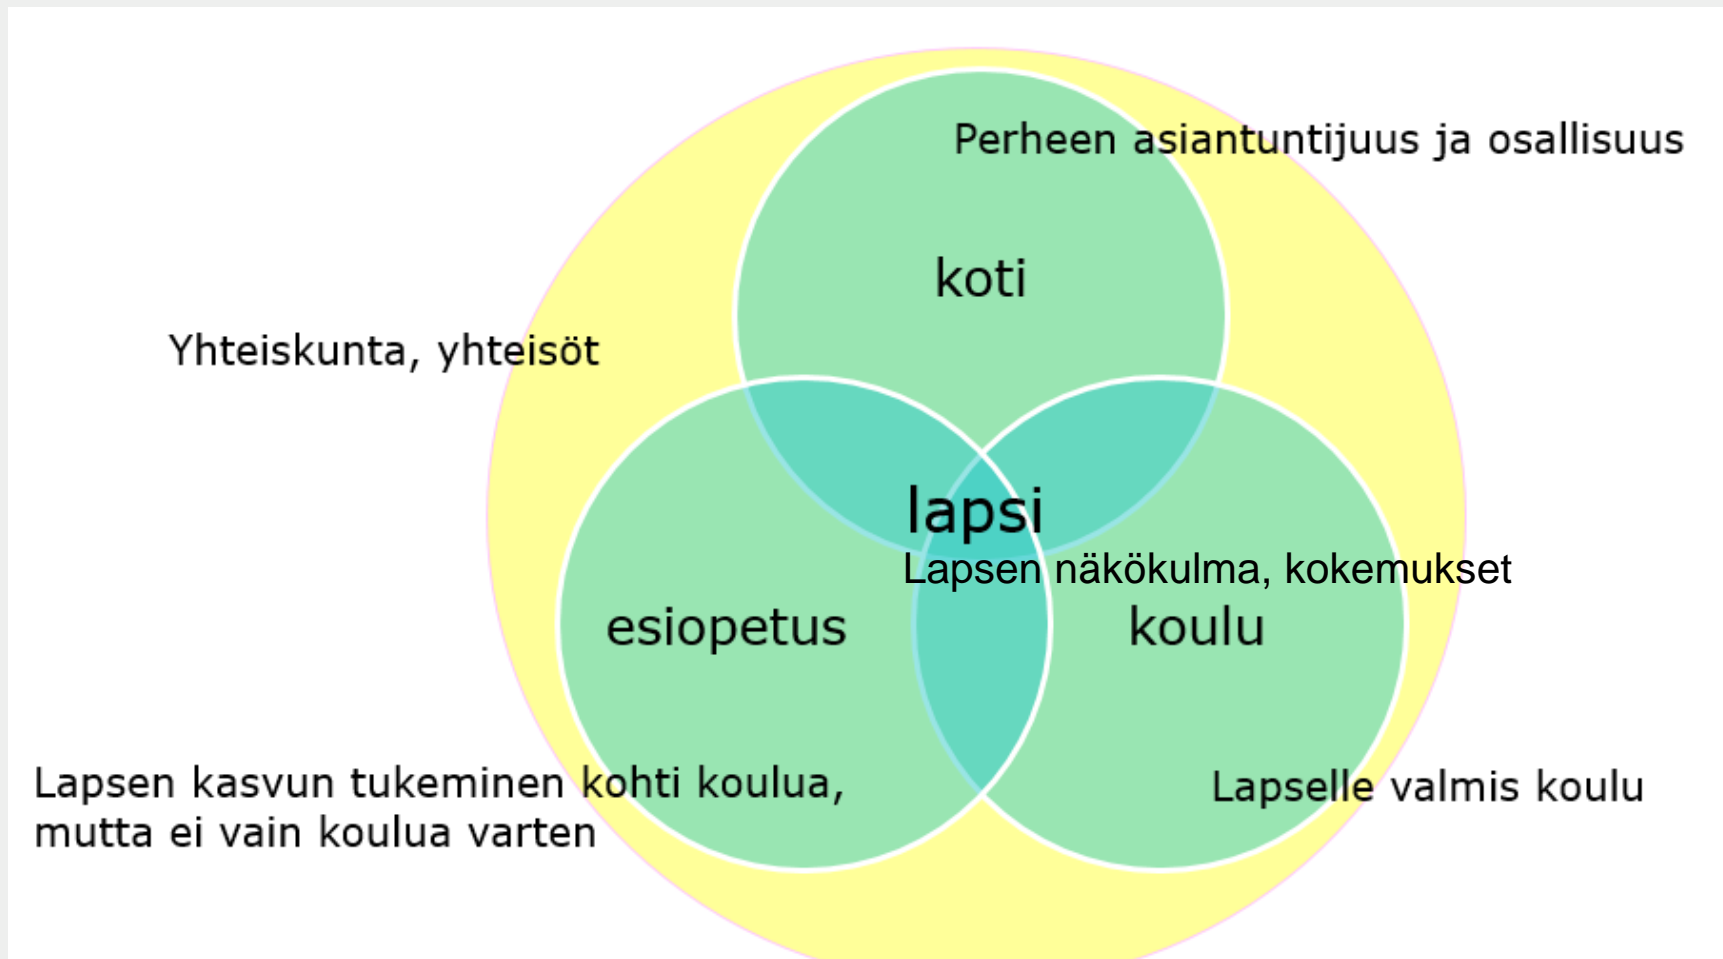 Perheen asiantuntijuus ja osallisuus
koti
Yhteiskunta, yhteisöt
lapsi
Lapsen näkökulma, kokemukset
esiopetus
koulu
Lapsen kasvun tukeminen kohti koulua,
mutta ei vain koulua varten
Lapselle valmis koulu